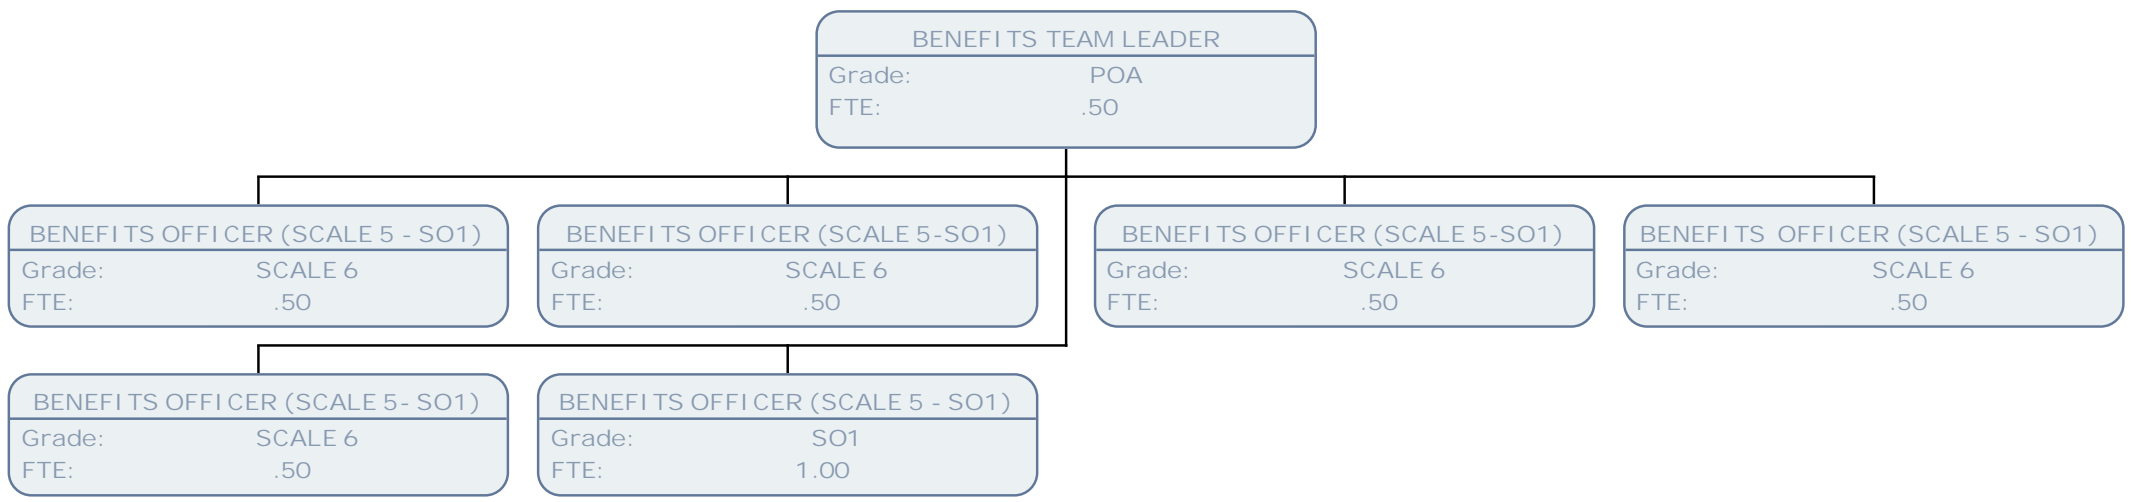 BENEFITS TEAM LEADER
Grade: POA
FTE: .50
BENEFITS OFFICER (SCALE 5 - SO1)
Grade: SCALE 6
FTE: .50
BENEFITS OFFICER (SCALE 5-SO1)
Grade: SCALE 6
FTE: .50
BENEFITS OFFICER (SCALE 5-SO1)
Grade: SCALE 6
FTE: .50
BENEFITS OFFICER (SCALE 5 - SO1)
Grade: SCALE 6
FTE: .50
BENEFITS OFFICER (SCALE 5- SO1)
Grade: SCALE 6
FTE: .50
BENEFITS OFFICER (SCALE 5 - SO1)
Grade: SO1
FTE: 1.00